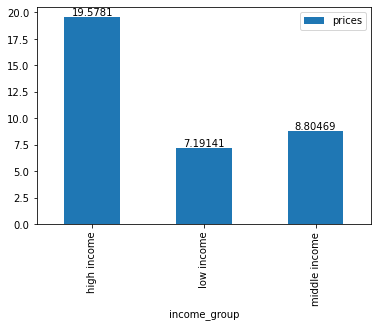 20.0
17.5
15.0
12.5
10.0
7.5
5.0
2.5
0.0
19.5781
7.19141
8.80469
prices
high income
low income
middle income
income_group